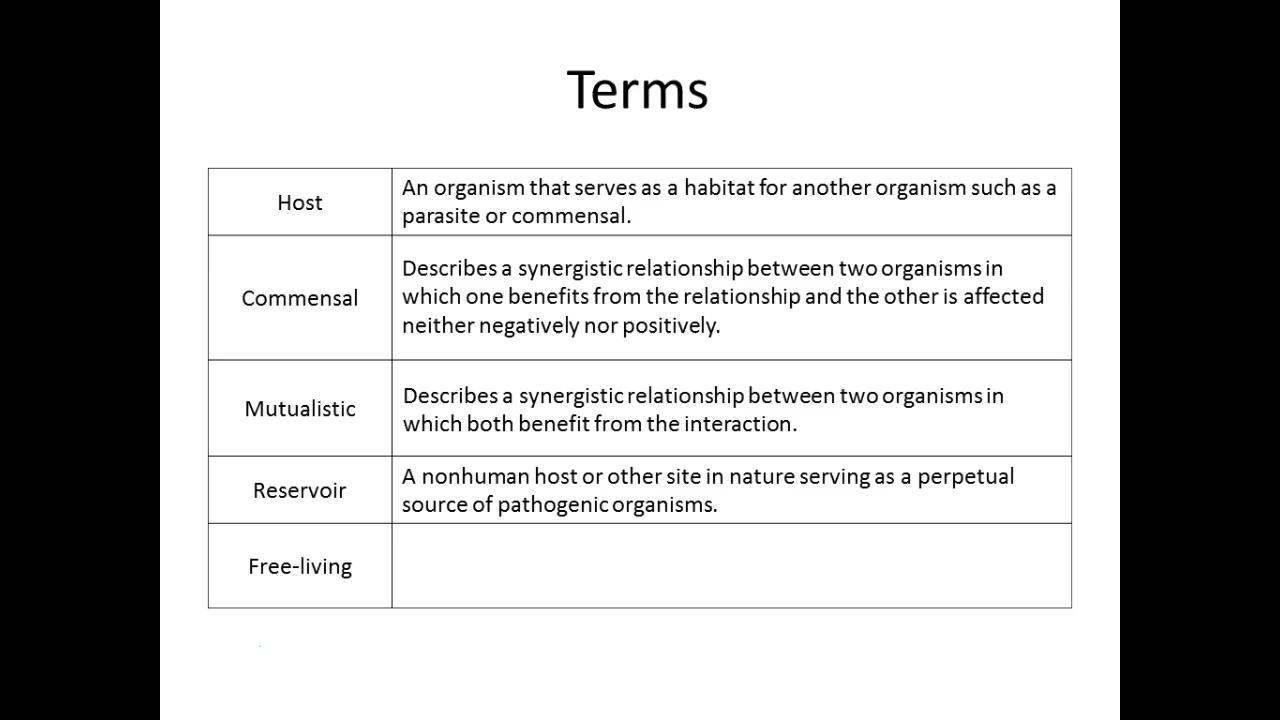 Terms
Host
An organism that serves as a habitat for another organism such as a
parasite or commensal.
Commensal
Describes a synergistic relationship between two organisms in
which one benefits from the relationship and the other is affected
neither negatively nor positively.
Mutualistic
Describes a synergistic relationship between two organisms in
which both benefit from the interaction.
Reservoir
A nonhuman host or other site in nature serving as a perpetual
source of pathogenic organisms.
Free-living